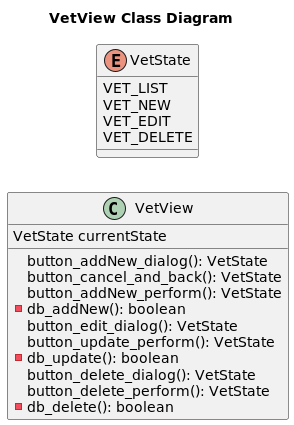 VetView Class Diagram
E VetState
VET_LIST
VET_NEW
VET_EDIT
VET_DELETE
C VetView
VetState currentState
button_addNew_dialog(): VetState
button_cancel_and_back(): VetState
button_addNew_perform(): VetState
db_addNew(): boolean
button_edit_dialog(): VetState
button_update_perform(): VetState
db_update(): boolean
button_delete_dialog(): VetState
button_delete_perform(): VetState
db_delete(): boolean